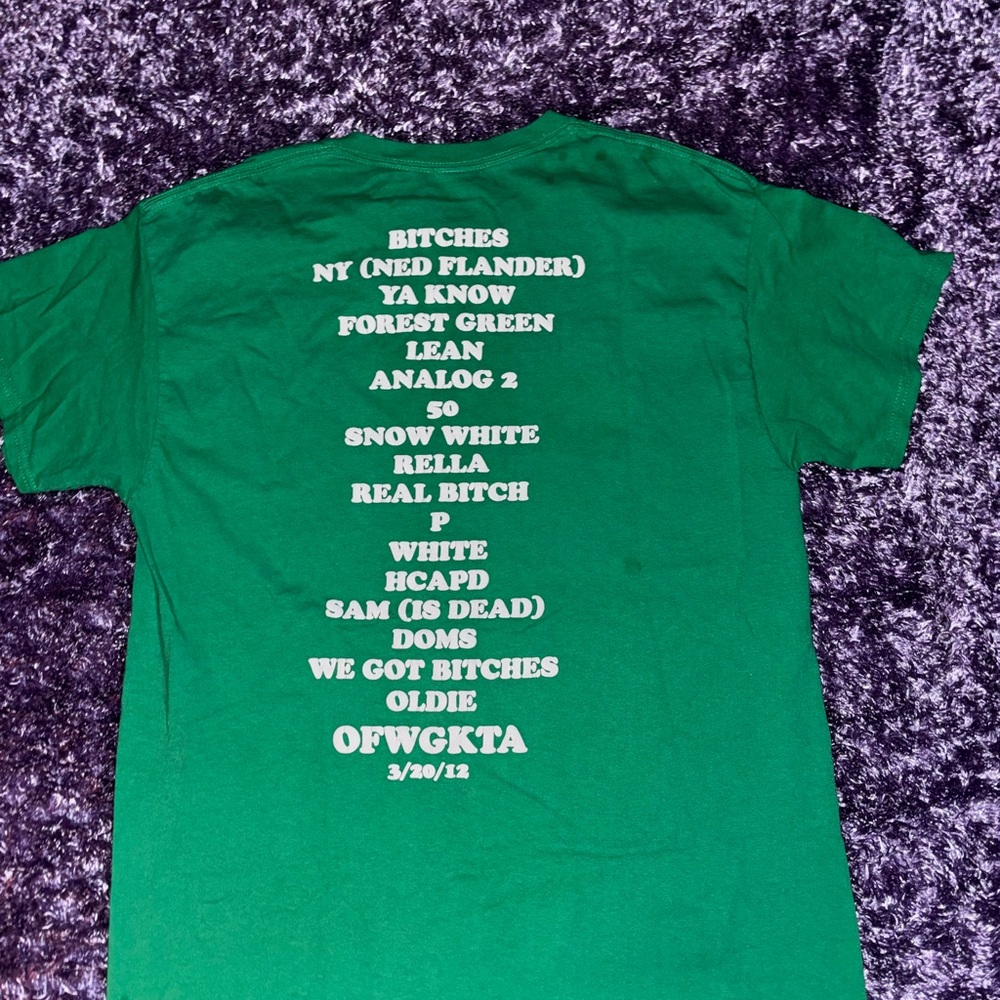 BITCHES
NY (NED FLANDER)
YA KNOW
FOREST GREEN
LEAN
ANALOG 2
50
SNOW WHITE
RELLA
REAL BITCH
P
WHITE
HCAPD
SAM (IS DEAD)
DOMS
WE GOT BITCHES
OLDIE
OFWGKTA
3/20/12